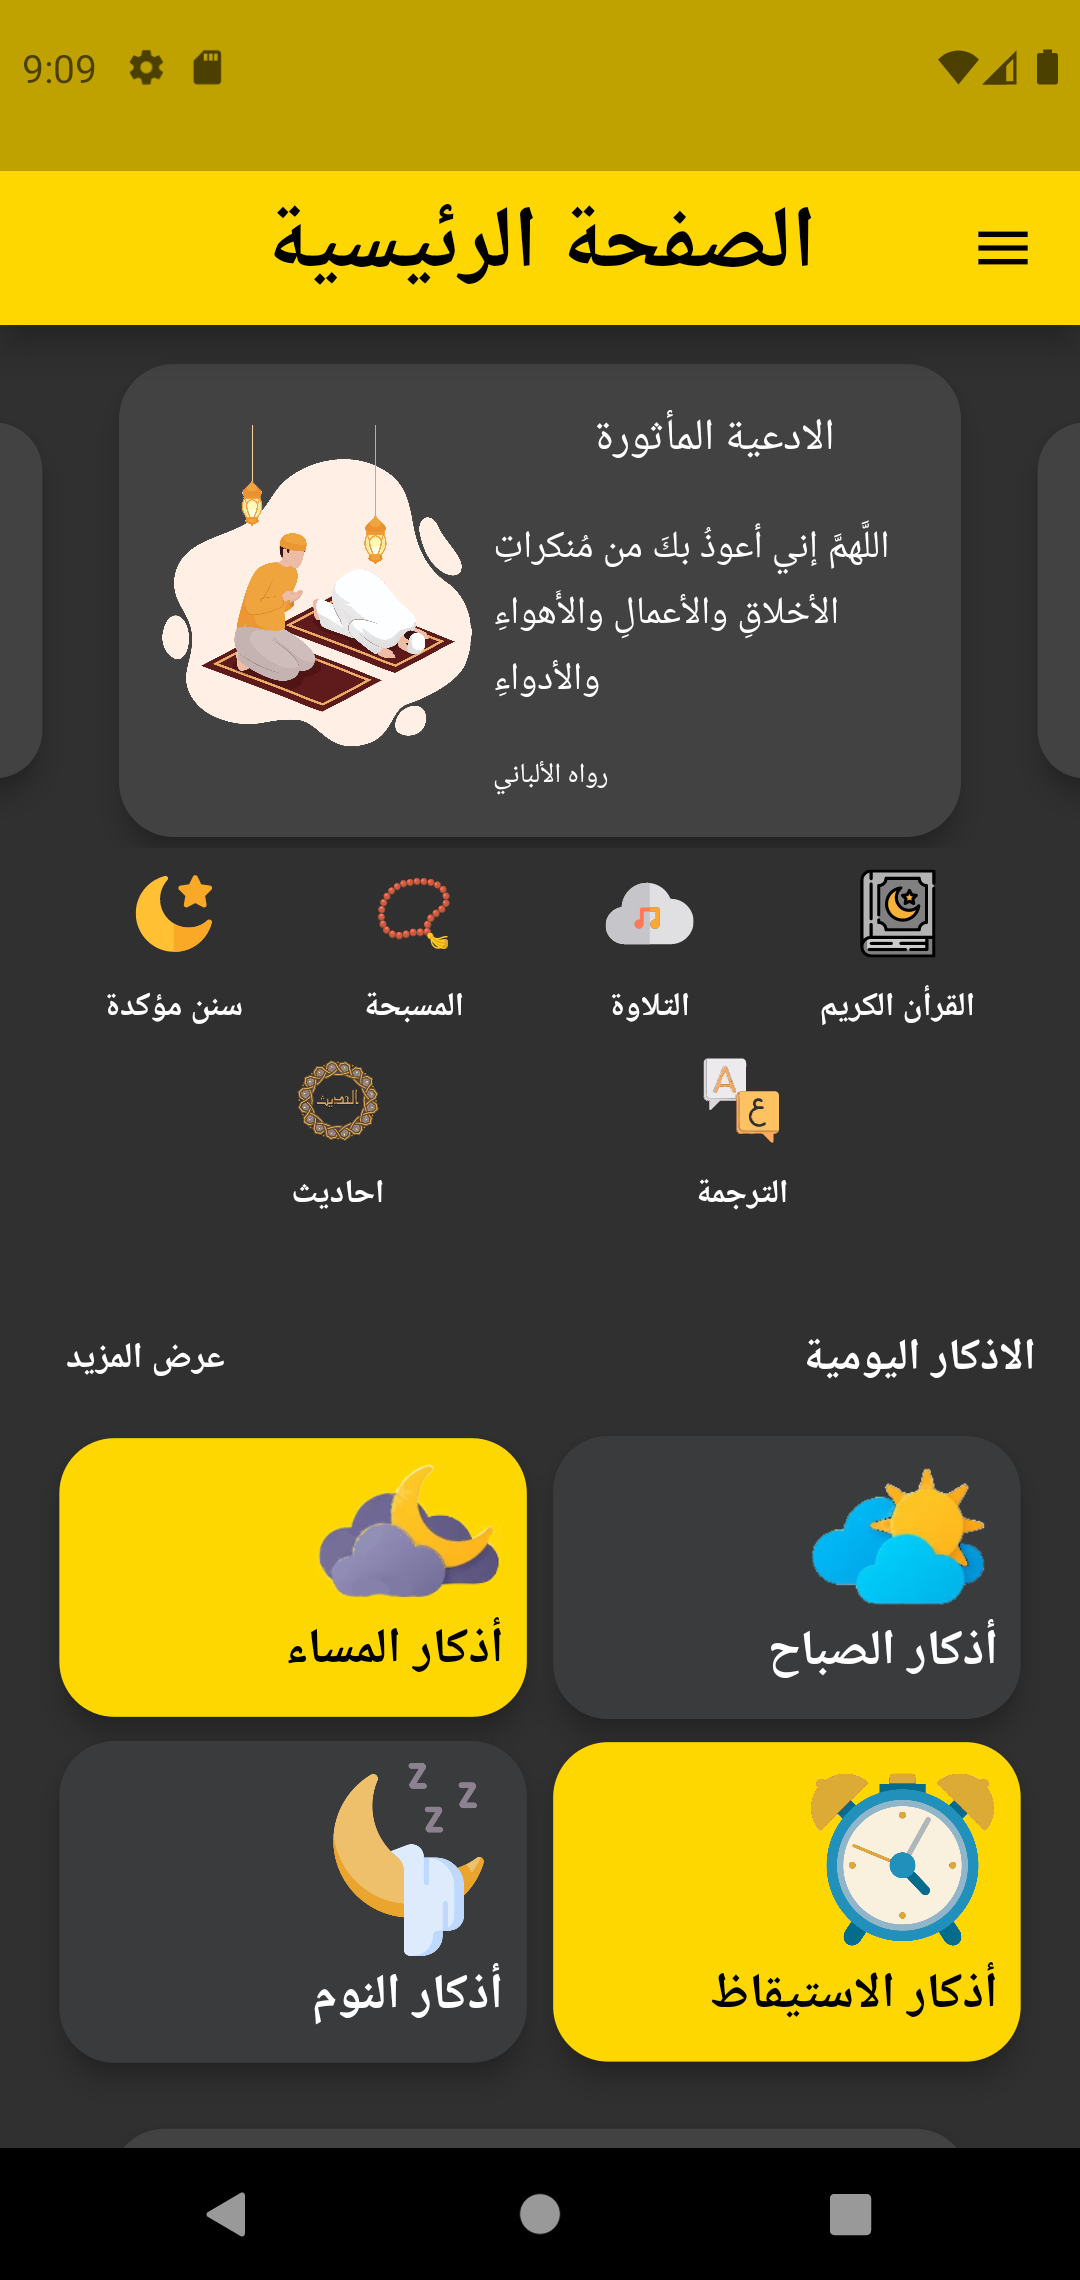 9:09
الصفحة الرئيسية
الادعية المأثورة
اللَّهمَّ إني أعوذُ بكَ من مُنكراتِ
الأخلاقِ والأعمالِ والأهواءِ
والأدواءِ
رواه الألباني
القرأن الكريم
التلاوة
المسبحة
سنن مؤكدة
A
ع
الترجمة
الحديث
احاديث
الاذكار اليومية
عرض المزيد
أذكار الصباح
أذكار المساء
أذكار الاستيقاظ
z z z
أذكار النوم